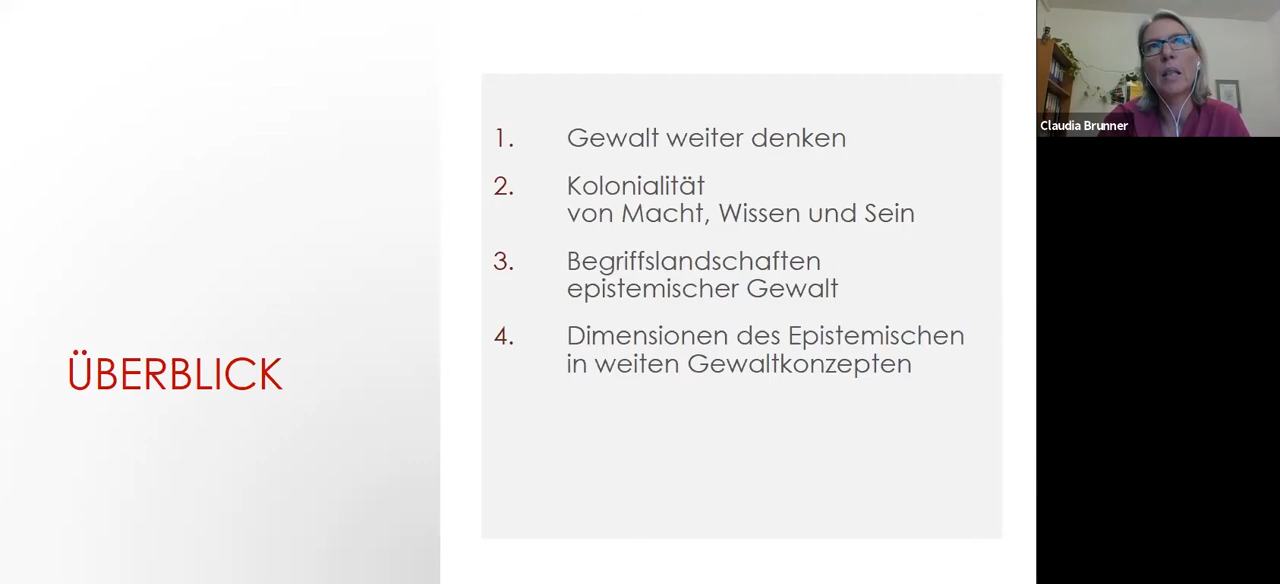 ÜBERBLICK
1. Gewalt weiter denken
2. Kolonialität
von Macht, Wissen und Sein
3. Begriffslandschaften
epistemischer Gewalt
4. Dimensionen des Epistemischen
in weiten Gewaltkonzepten
Claudia Brunner